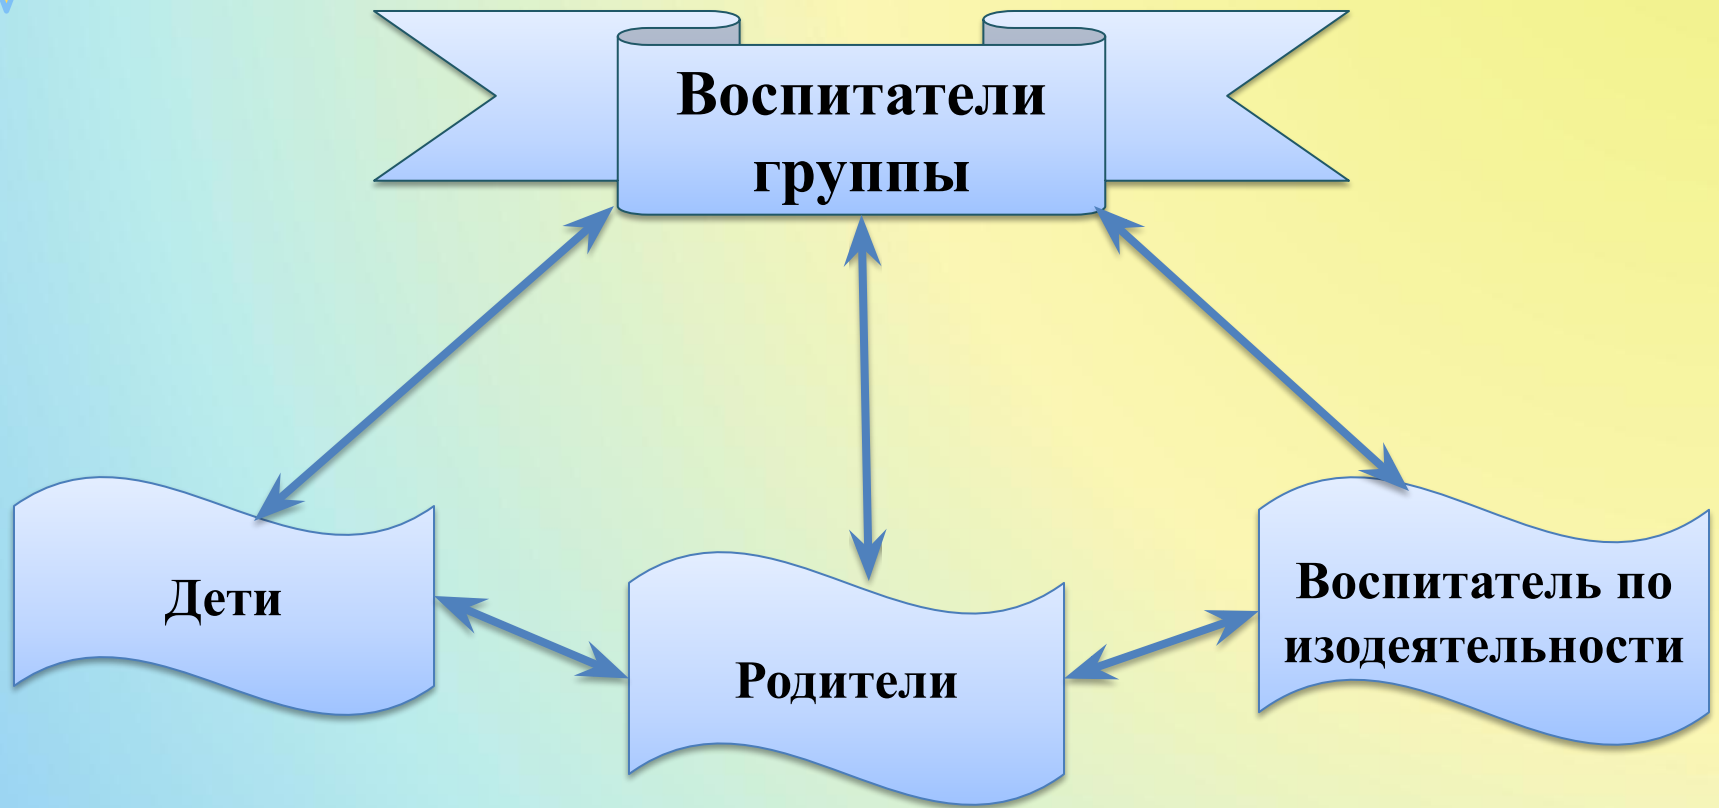 Воспитатели
группы
Дети
Родители
Воспитатель по
изодеятельности